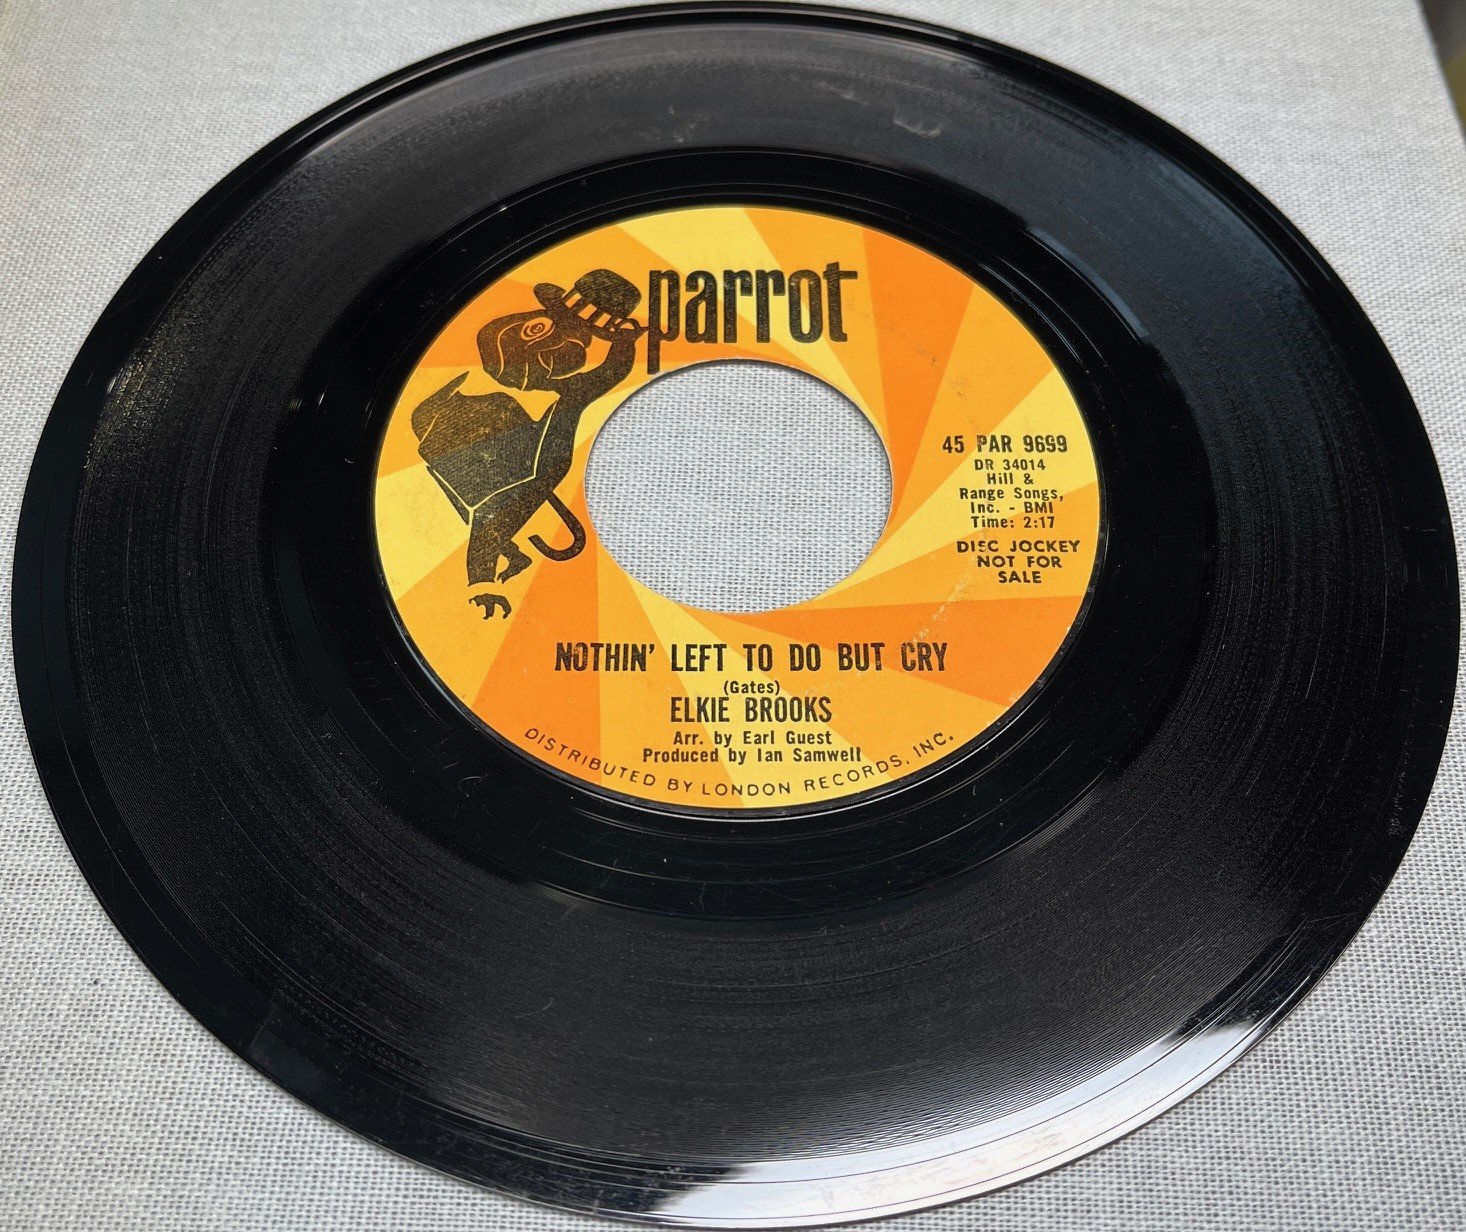 parrot
45 PAR 9699
DR 34014
Hill &
Range Songs,
Inc. - BMI
Time: 2:17
DISC JOCKEY
NOT FOR
SALE
NOTHIN' LEFT TO DO BUT CRY
(Gates)
ELKIE BROOKS
Arr. by Earl Guest
Produced by Ian Samwell
DISTRIBUTED BY LONDON RECORDS, INC.